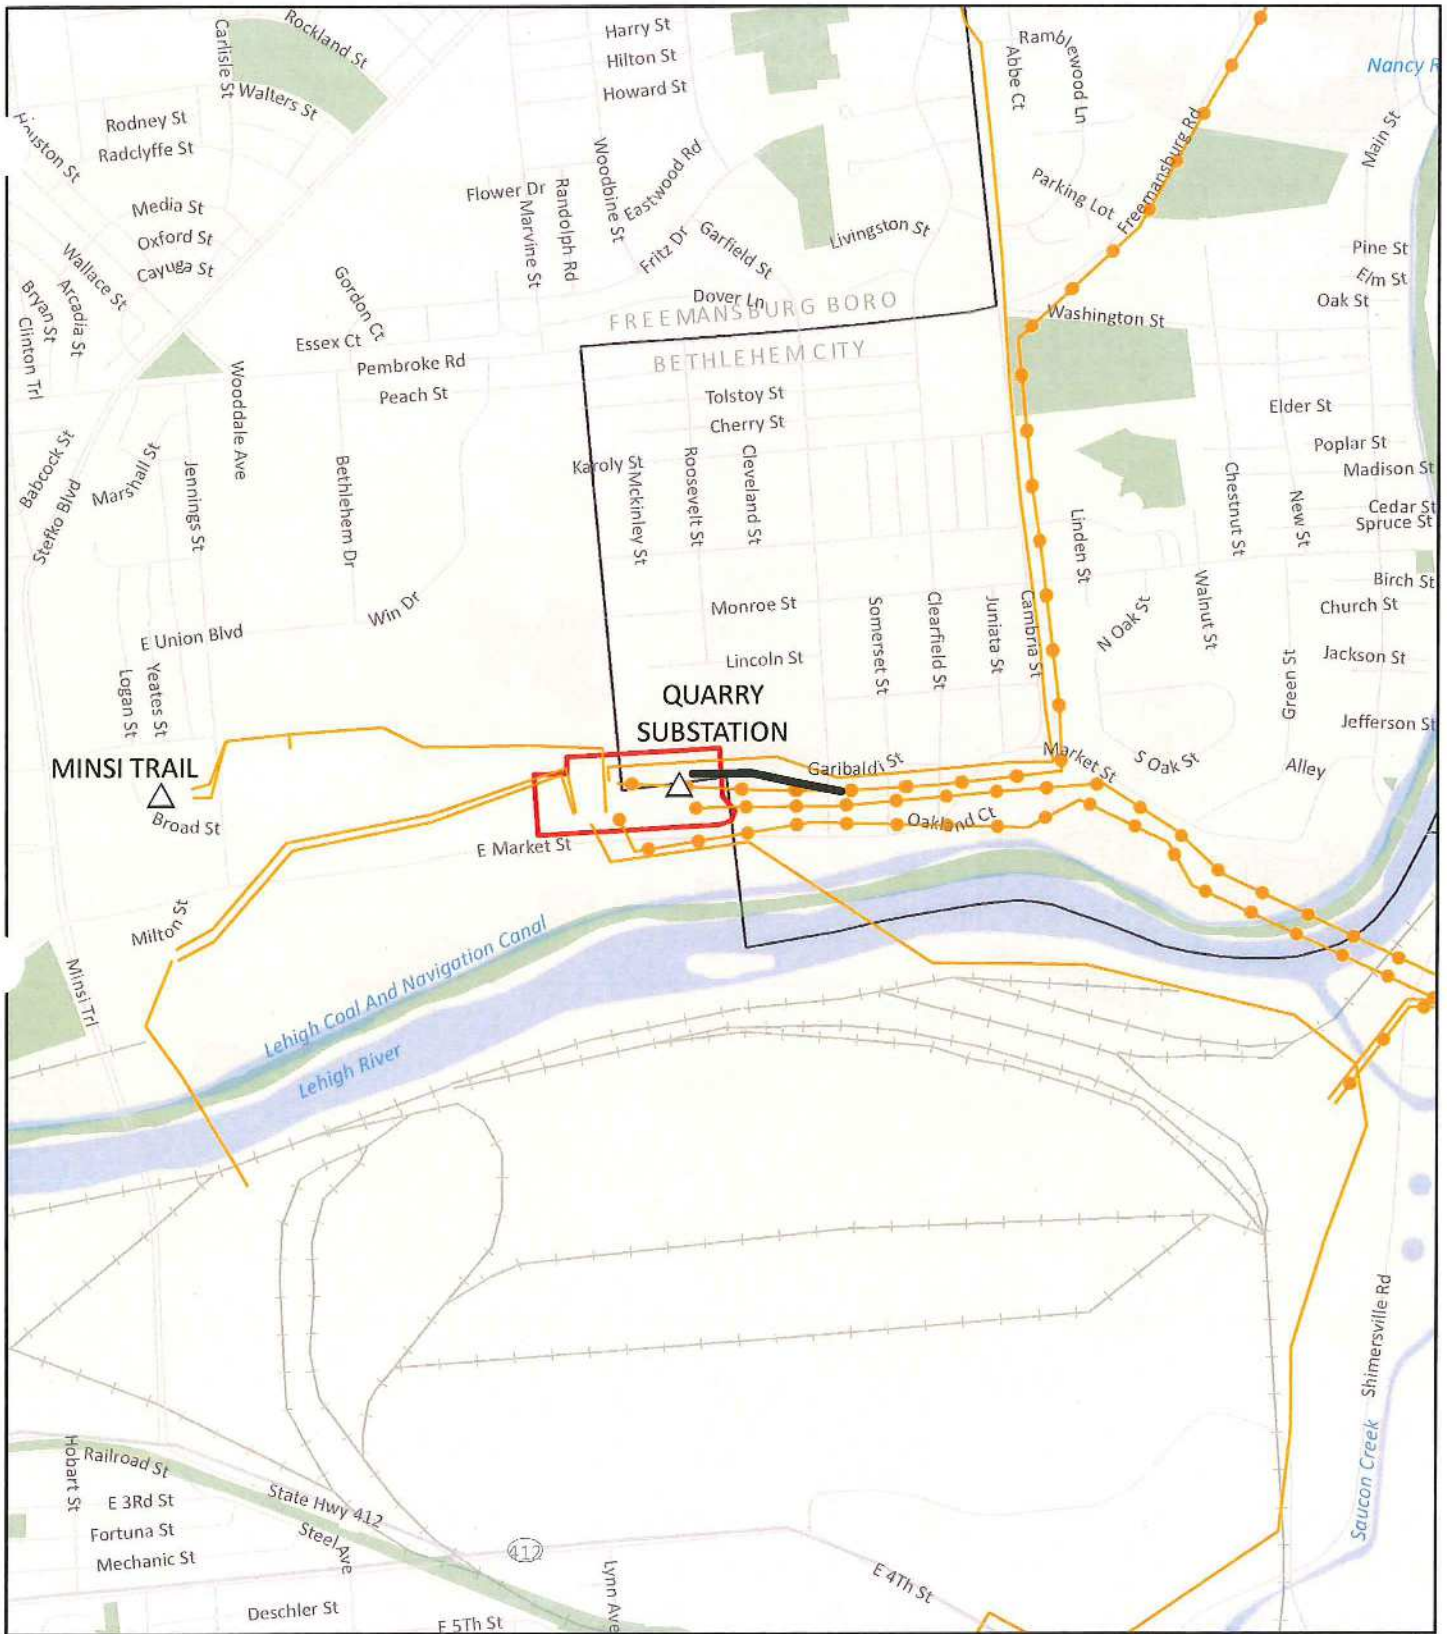 Rockland St
Carlisle St
Walters St
Rodney St
Radclyffe St
Media St
Oxford St
Cayuga St
Wallace St
Arcadia St
Bryan St
Clinton Trl
Harry St
Hilton St
Howard St
Woodbine St
Eastwood Rd
Flower Dr
Randolph Rd
Marvine St
Fritz Dr
Garfield St
Livingston St
Dover Ln
Gordon Ct
Essex Ct
Pembroke Rd
Peach St
FREEMANSBURG BORO
BETHLEHEM CITY
Ramblewood Ln
Abbe Ct
Nancy R
Main St
Parking Lot
Freemansburg Rd
Pine St
E/m St
Oak St
Washington St
Wooddale Ave
Babcock St
Stefko Blvd
Marshall St
Jennings St
Bethlehem Dr
Tolstoy St
Cherry St
Karoly St
Mckinley St
Roosevelt St
Cleveland St
Elder St
Poplar St
Madison St
Cedar St
Spruce St
Chestnut St
New St
Linden St
Birch St
Church St
Win Dr
E Union Blvd
Monroe St
Lincoln St
Somerset St
Clearfield St
Juniata St
Cambria St
N Oak St
Walnut St
Green St
Jackson St
Jefferson St
Logan St
Yeates St
QUARRY
SUBSTATION
MINSI TRAIL
Broad St
Garibaldi St
Market St
S Oak St
Alley
E Market St
Oakland Ct
Milton St
Minsi Trl
Lehigh Coal And Navigation Canal
Lehigh River
Shimersville Rd
Saucon Creek
Hobart St
Railroad St
E 3Rd St
Fortuna St
Mechanic St
State Hwy 412
Steel Ave
412
Lynn Ave
E 4Th St
Deschler St
E 5Th St